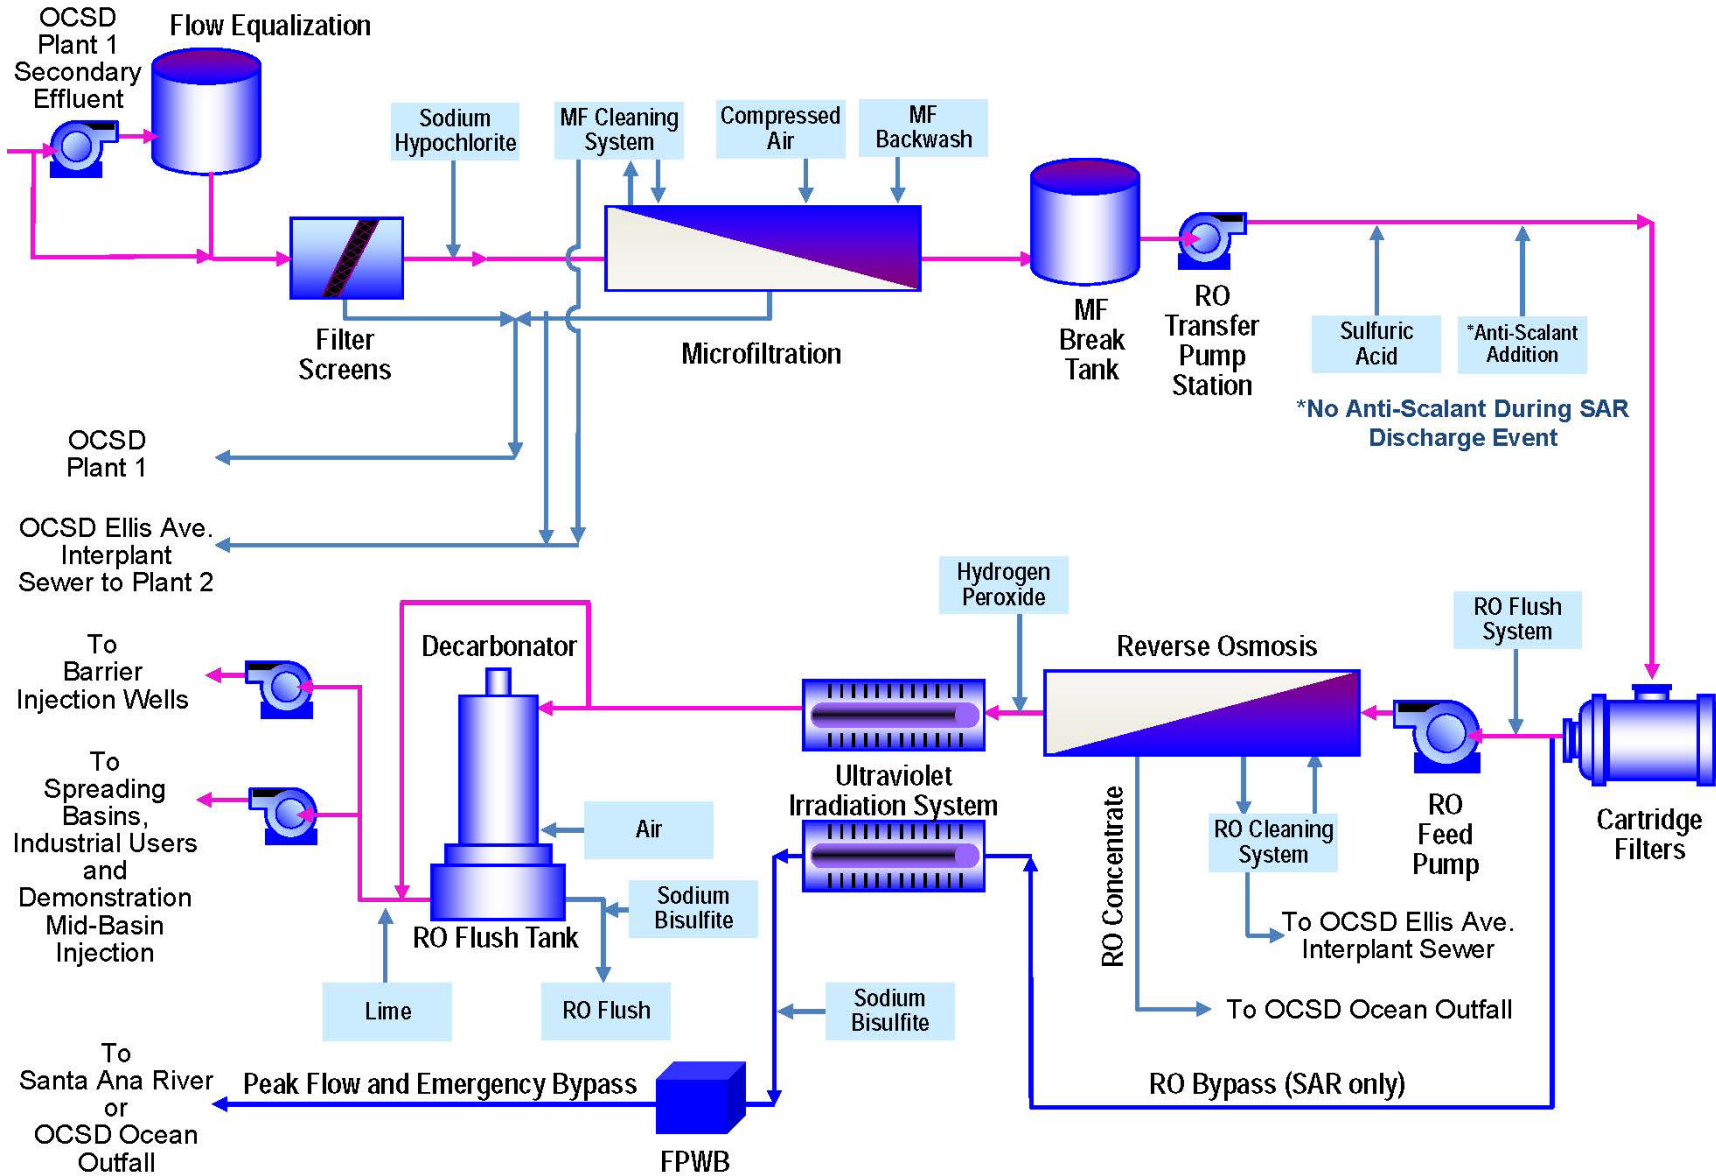 OCSD
Plant 1
Secondary
Effluent
Flow Equalization
Sodium
Hypochlorite
MF Cleaning
System
Compressed
Air
MF
Backwash
Filter
Screens
Microfiltration
MF
Break
Tank
RO
Transfer
Pump
Station
Sulfuric
Acid
*Anti-Scalant
Addition
*No Anti-Scalant During SAR
Discharge Event
OCSD
Plant 1
OCSD Ellis Ave.
Interplant
Sewer to Plant 2
To
Barrier
Injection Wells
To
Spreading
Basins,
Industrial Users
and
Demonstration
Mid-Basin
Injection
Decarbonator
Air
Sodium
Bisulfite
RO Flush Tank
Lime
RO Flush
Hydrogen
Peroxide
Ultraviolet
Irradiation System
Reverse Osmosis
RO Flush
System
RO Concentrate
RO Cleaning
System
RO
Feed
Pump
Cartridge
Filters
To OCSD Ellis Ave.
Interplant Sewer
To OCSD Ocean Outfall
Sodium
Bisulfite
RO Bypass (SAR only)
To
Santa Ana River
or
OCSD Ocean
Outfall
Peak Flow and Emergency Bypass
FPWB